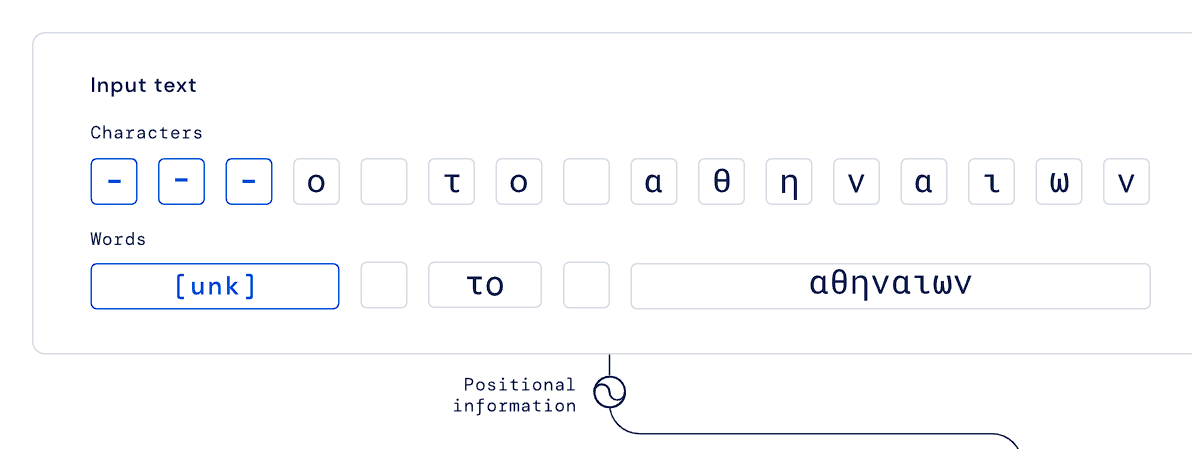 Input text
Characters
- - - ο τ ο α θ η ν α ι ω ν
Words
[unk] το αθηναιων
Positional
information